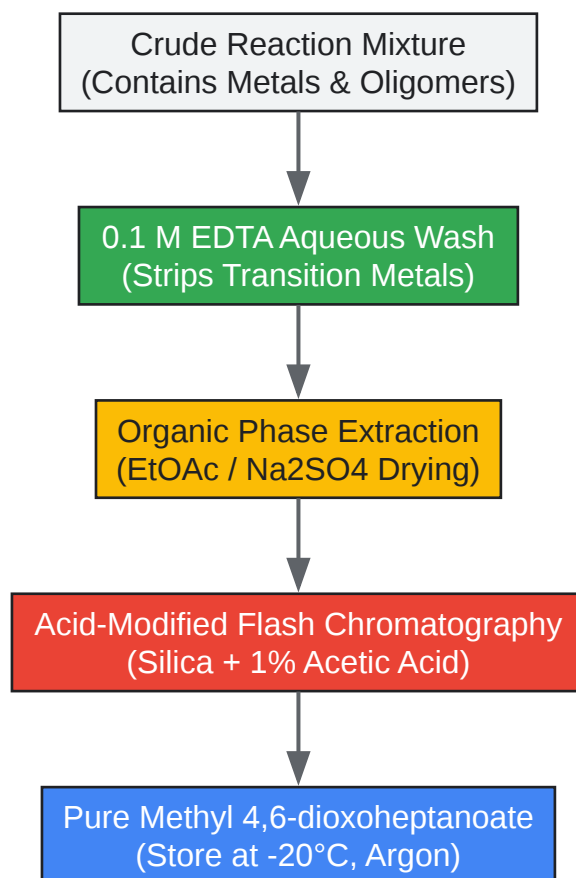 Crude Reaction Mixture
(Contains Metals & Oligomers)
0.1 M EDTA Aqueous Wash
(Strips Transition Metals)
Organic Phase Extraction
(EtOAc / Na2SO4 Drying)
Acid-Modified Flash Chromatography
(Silica + 1% Acetic Acid)
Pure Methyl 4,6-dioxoheptanoate
(Store at -20°C, Argon)